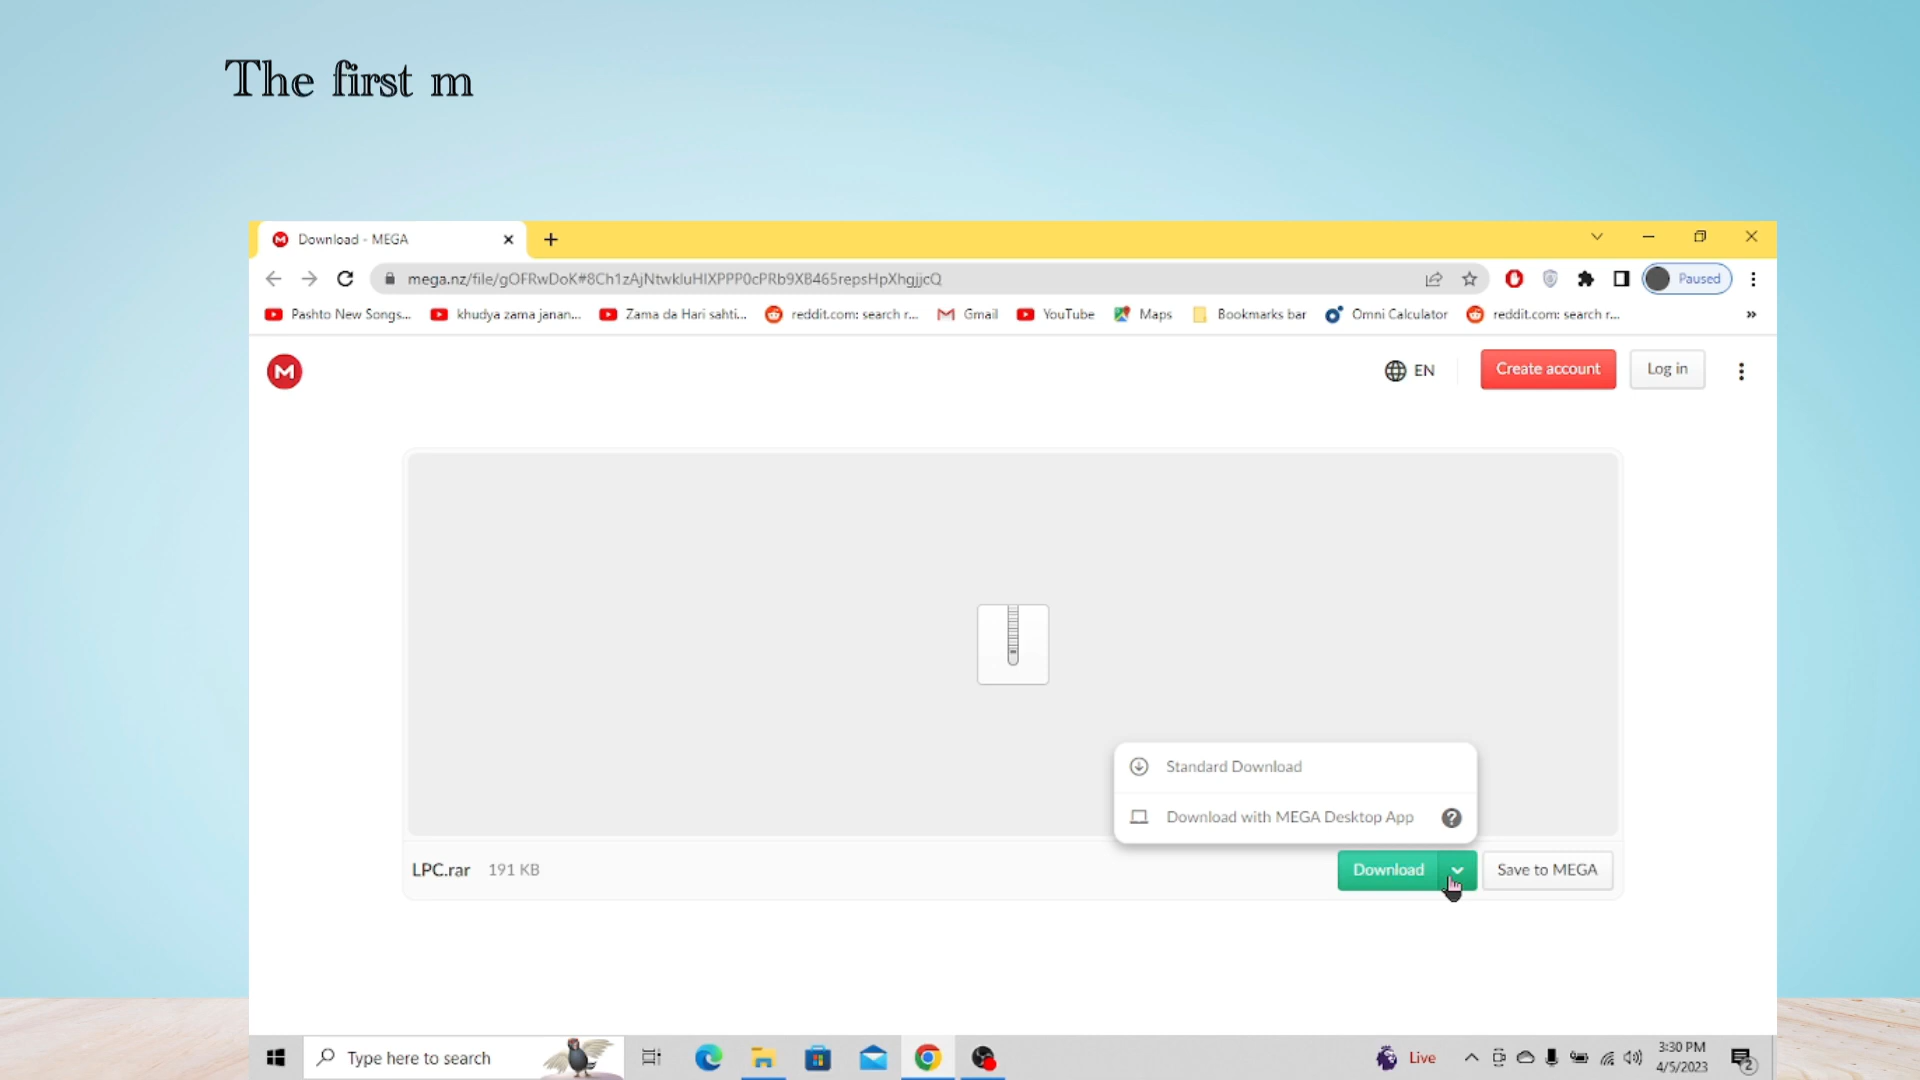 The first m
Download - MEGA
mega.nz/file/gOFRwDoK#8Ch1zAjNtwkluHIXPPP0cPRb9XB465repsHpXhgjjcQ
Paused
Pashto New Songs... khudya zama janan... Zama da Hari sahti... reddit.com: search r... Gmail YouTube Maps Bookmarks bar Omni Calculator reddit.com: search r... »
M EN Create account Log in
Standard Download
Download with MEGA Desktop App ?
LPC.rar 191 KB Download Save to MEGA
Type here to search Live 3:30 PM
4/5/2023 2